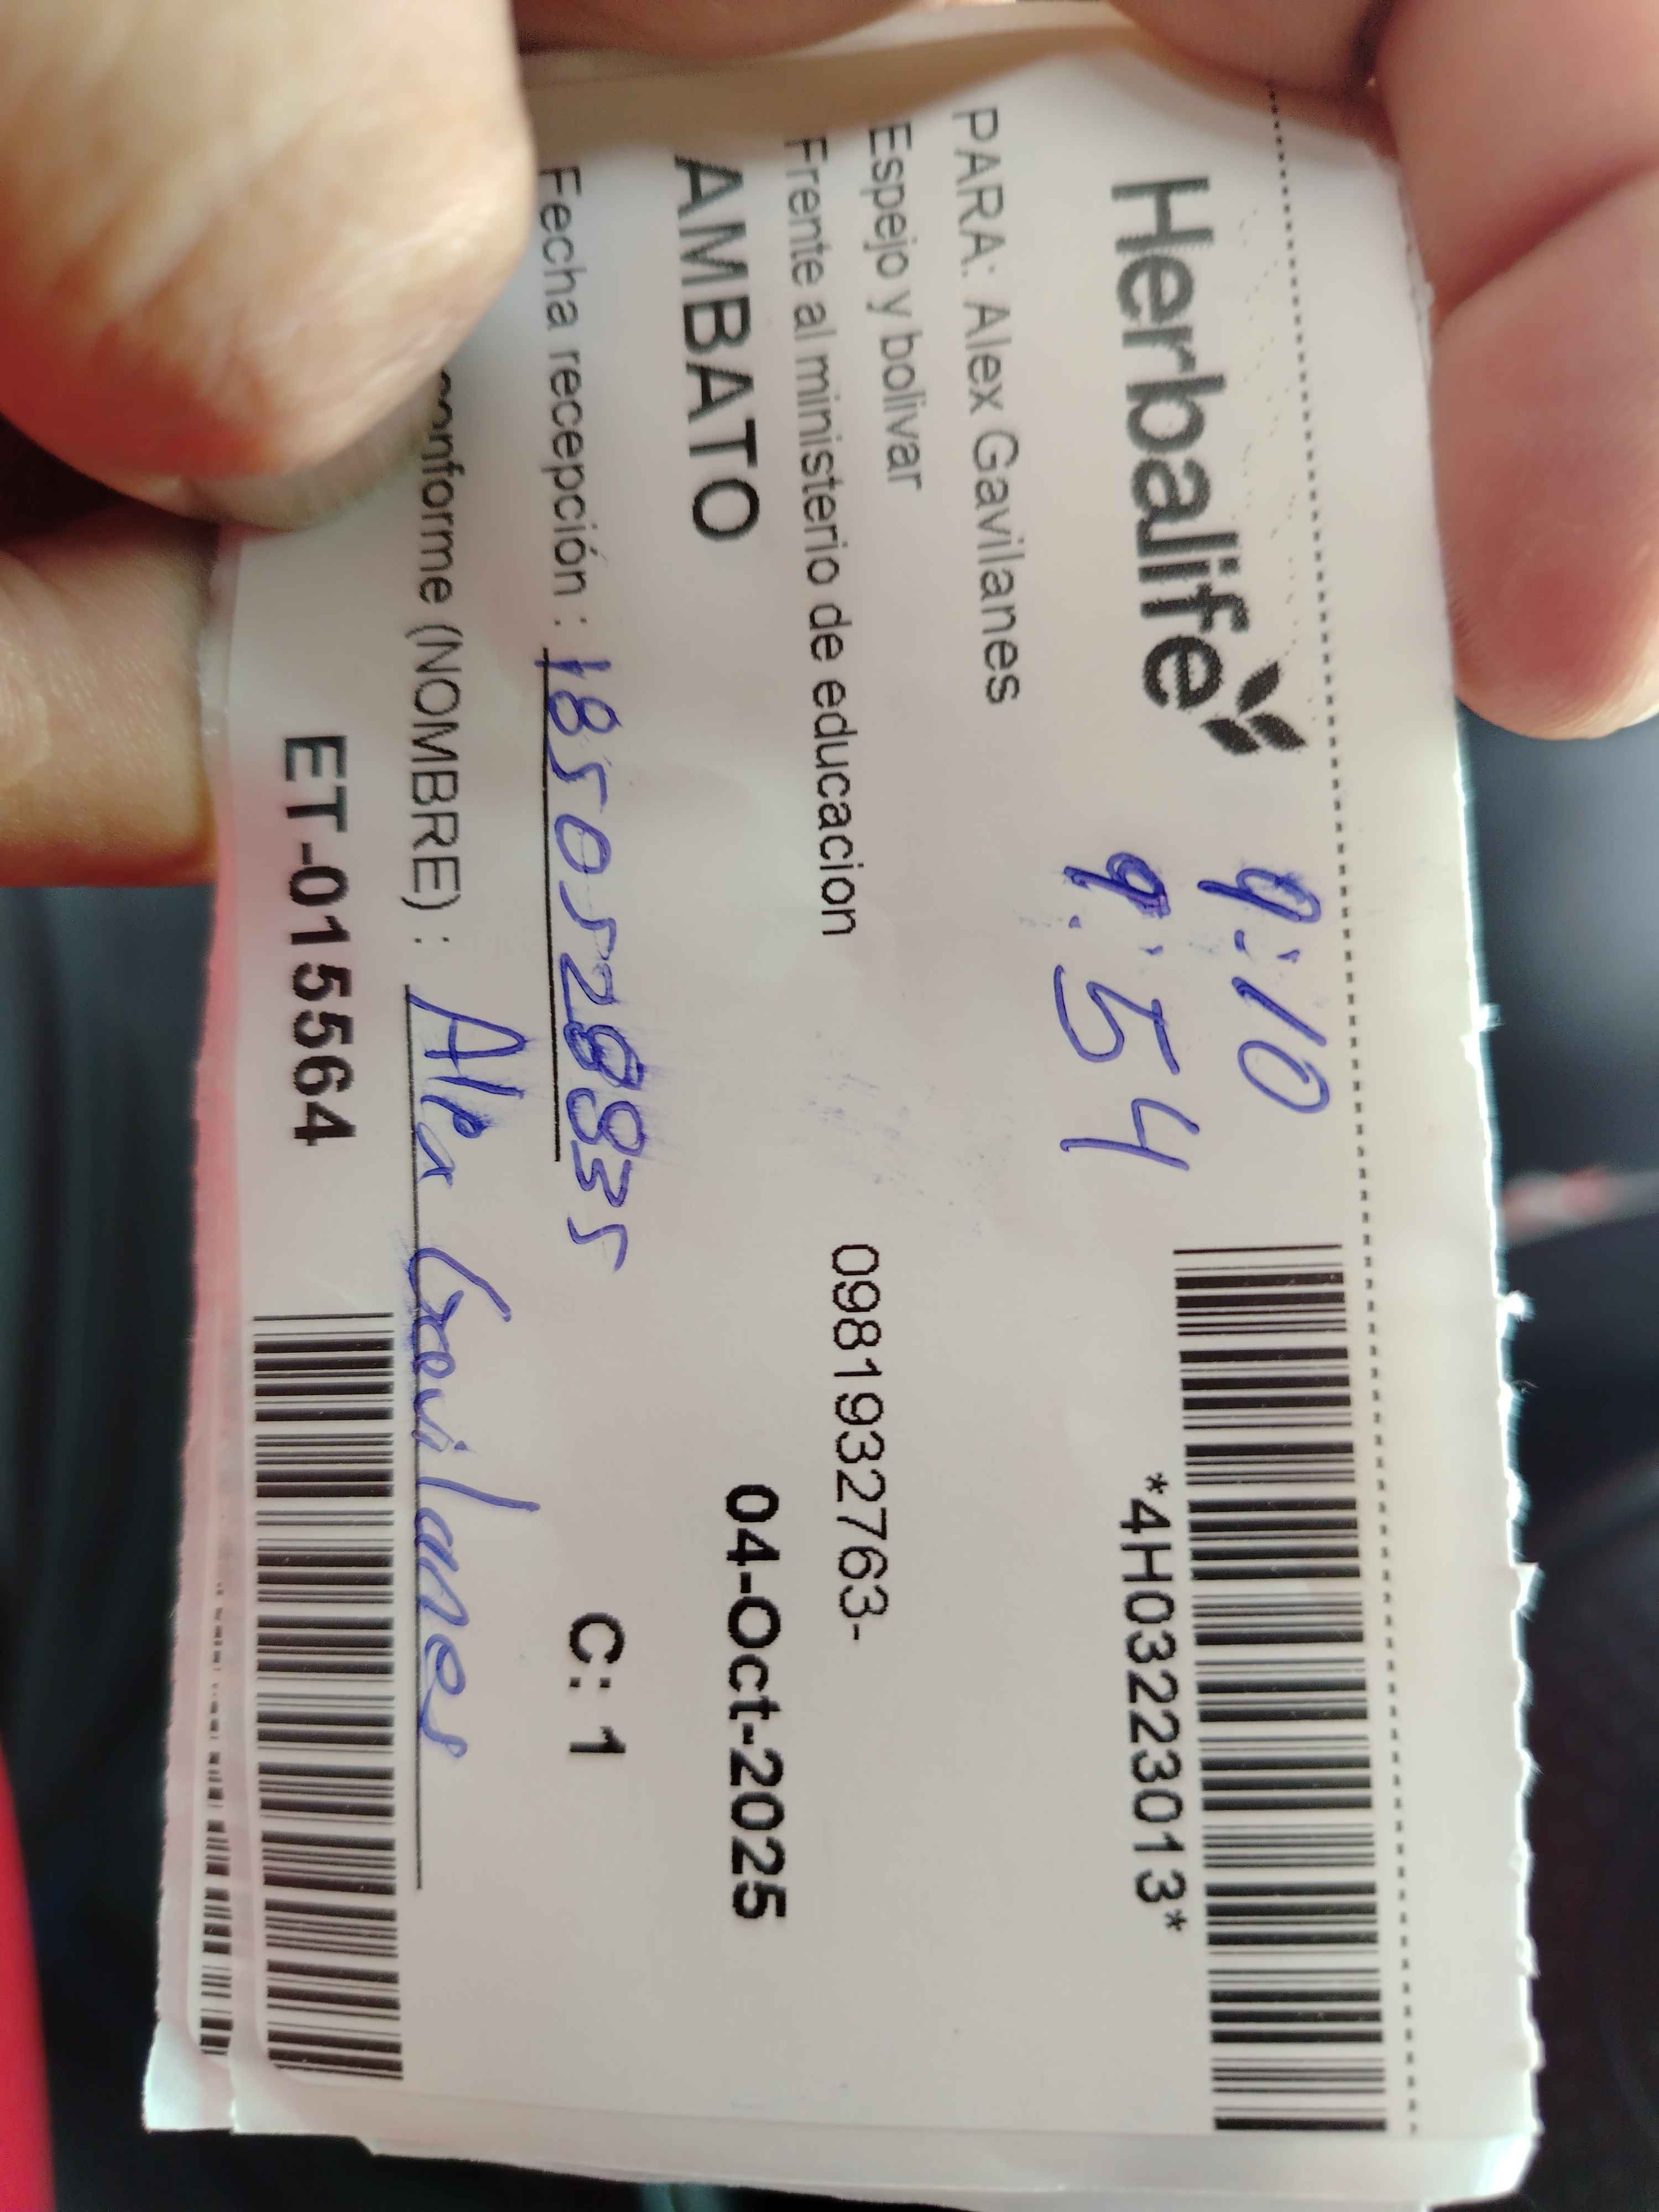 Herbalife
9:10
9:54
*4H03223013*
PARA: Alex Gavilanes
Espejo y bolivar
Frente al ministerio de educacion
0981932763-
AMBATO
04-Oct-2025
Fecha recepción :
C: 1
conforme (NOMBRE) : Alex Gavilanes
ET-015564